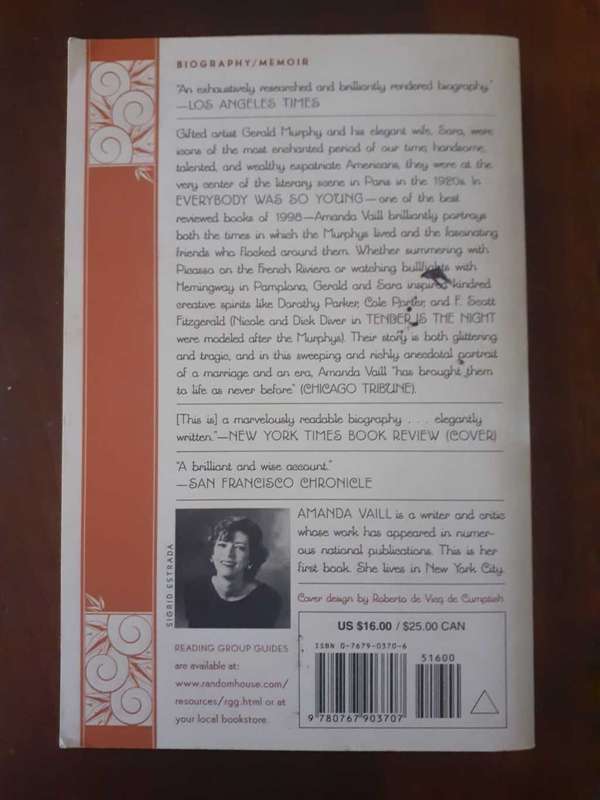 BIOGRAPHY/MEMOIR
"An exhaustively researched and brilliantly rendered biography."
—LOS ANGELES TIMES
Gifted artist Gerald Murphy and his elegant wife, Sara, were
icons of the most enchanted period of our time; handsome,
talented, and wealthy expatriate Americans, they were at the
very center of the literary scene in Paris in the 1920s. In
EVERYBODY WAS SO YOUNG—one of the best
reviewed books of 1998—Amanda Vaill brilliantly portrays
both the times in which the Murphys lived and the fascinating
friends who flocked around them. Whether summering with
Picasso on the French Riviera or watching bullfights with
Hemingway in Pamplona, Gerald and Sara inspired kindred
creative spirits like Dorothy Parker, Cole Porter, and F. Scott
Fitzgerald (Nicole and Dick Diver in TENDER IS THE NIGHT
were modeled after the Murphys). Their story is both glittering
and tragic, and in this sweeping and richly anecdotal portrait
of a marriage and an era, Amanda Vaill "has brought them
to life as never before" (CHICAGO TRIBUNE).
[This is] a marvelously readable biography . . . elegantly
written."—NEW YORK TIMES BOOK REVIEW (COVER)
"A brilliant and wise account."
—SAN FRANCISCO CHRONICLE
SIGRID ESTRADA
AMANDA VAILL is a writer and critic
whose work has appeared in numer-
ous national publications. This is her
first book. She lives in New York City.
Cover design by Roberto de Vicq de Cumptich
READING GROUP GUIDES
are available at:
www.randomhouse.com/
resources/rgg.html or at
your local bookstore.
US $16.00 / $25.00 CAN
ISBN 0-7679-0370-6
51600
9 780767 903707